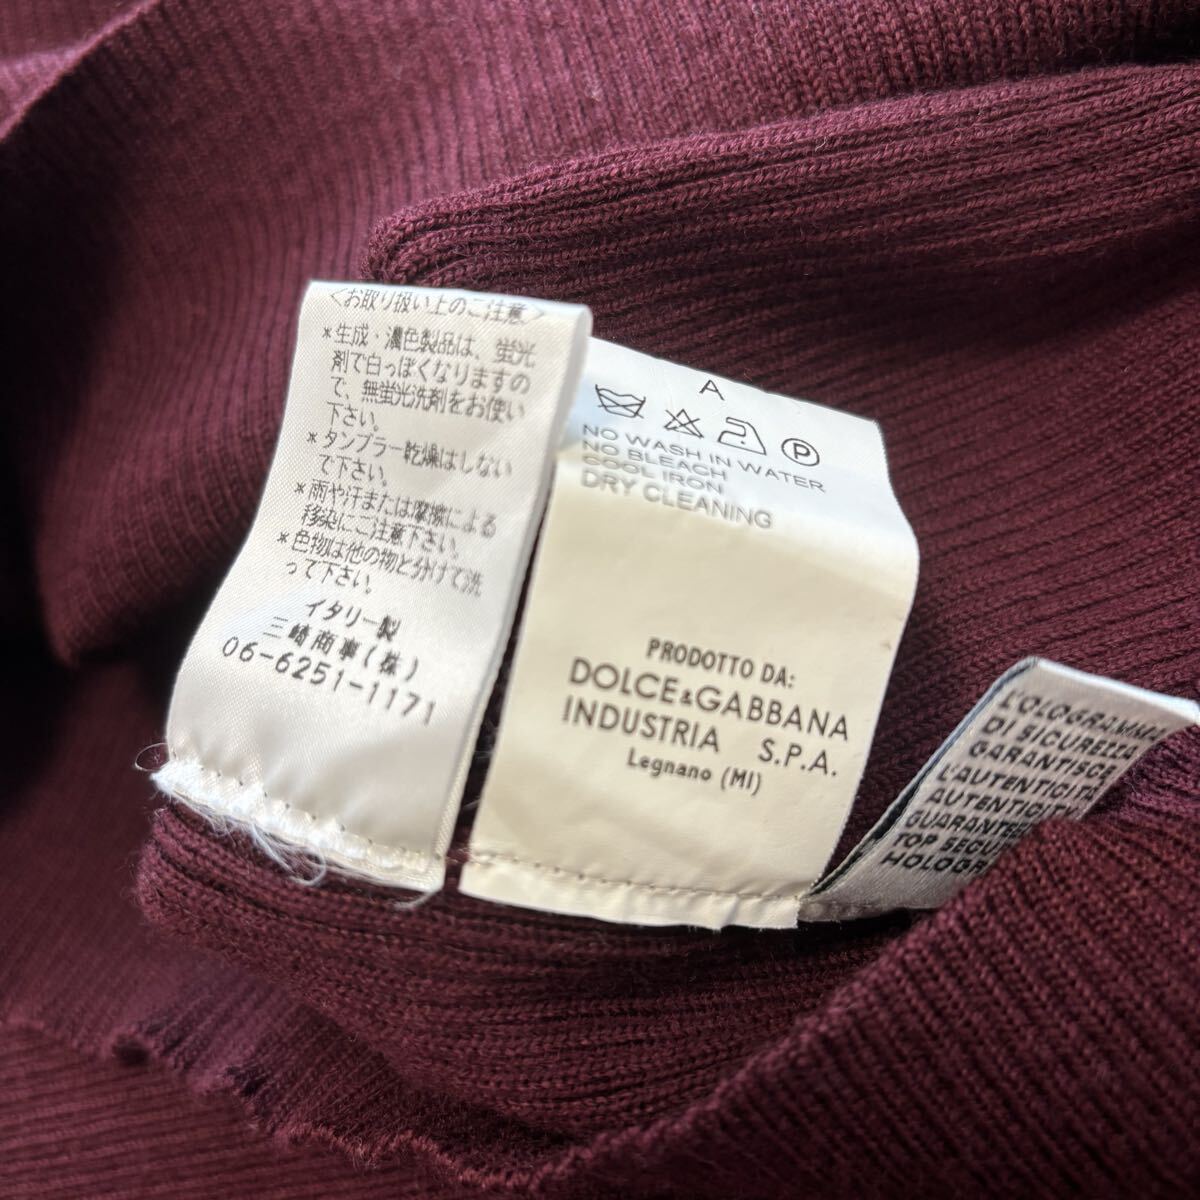 ＜お取り扱い上のご注意＞
*生成・濃色製品は、蛍光
剤で白っぽくなりますの
で、無蛍光洗剤をお使い
下さい。
*タンブラー乾燥はしない
で下さい。
*雨や汗または摩擦による
移染にご注意下さい。
*色物は他の物と分けて洗
って下さい。
イタリー製
三崎商事(株)
06-6251-1171
A
P
NO WASH IN WATER
NO BLEACH
COOL IRON
DRY CLEANING
PRODOTTO DA:
DOLCE&GABBANA
INDUSTRIA S.P.A.
Legnano (MI)
L'OLOGRAMMA
DI SICUREZZA
GARANTISCE
L'AUTENTICITA
AUTENTICITY
TOP